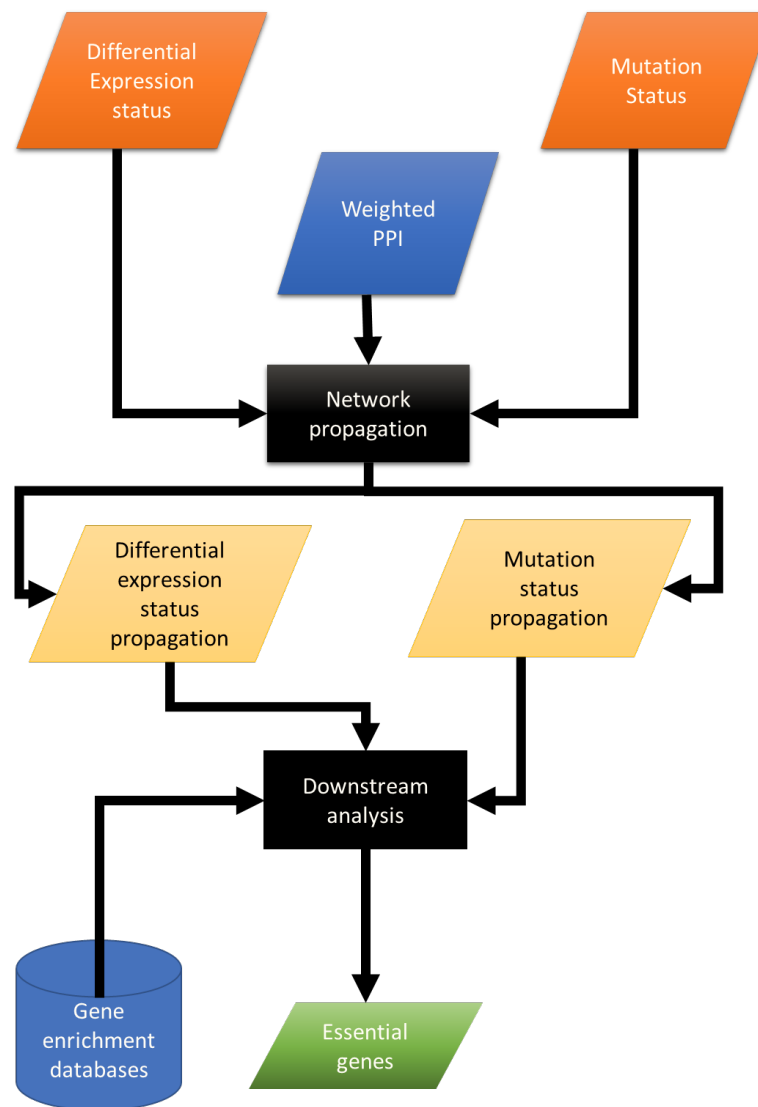 Differential
Expression
status
Mutation
Status
Weighted
PPI
Network
propagation
Differential
expression
status
propagation
Mutation
status
propagation
Downstream
analysis
Gene
enrichment
databases
Essential
genes